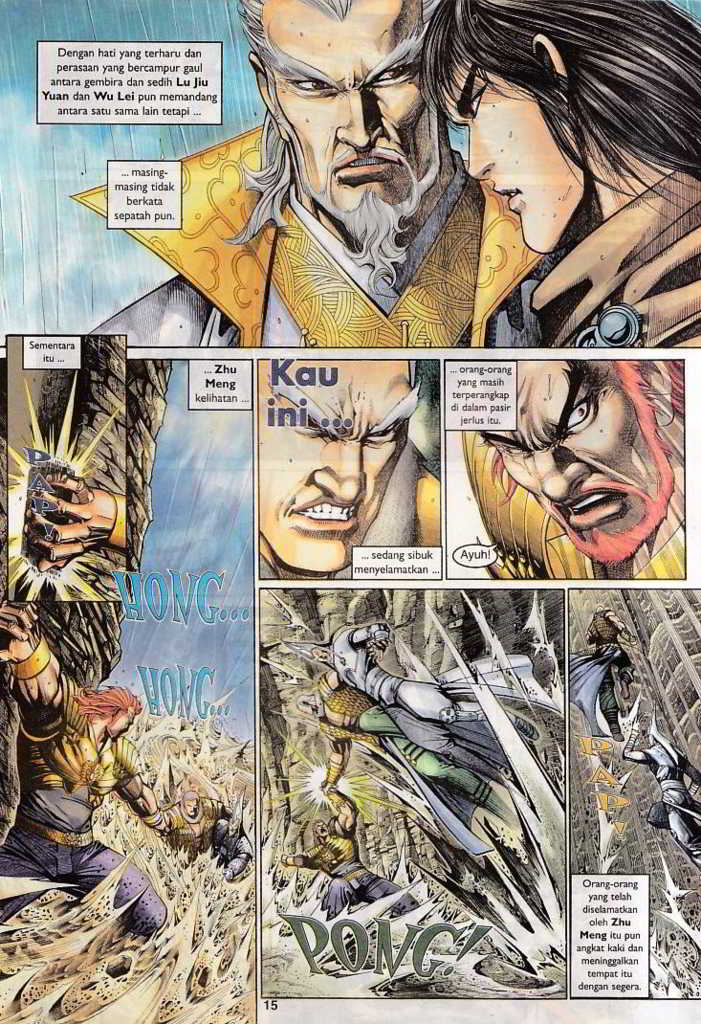 Dengan hati yang terharu dan
perasaan yang bercampur gaul
antara gembira dan sedih Lu Jiu
Yuan dan Wu Lei pun memandang
antara satu sama lain tetapi ...
... masing-
masing tidak
berkata
sepatah pun.
Sementara
itu ...
PAP!
... Zhu
Meng
kelihatan ...
Kau
ini ...
... sedang sibuk
menyelamatkan ...
... orang-orang
yang masih
terperangkap
di dalam pasir
jerlus itu.
Ayuh!
HONG...
HONG...
PONG!
PAP!
Orang-orang
yang telah
diselamatkan
oleh Zhu
Meng itu pun
angkat kaki dan
meninggalkan
tempat itu
dengan segera.
15